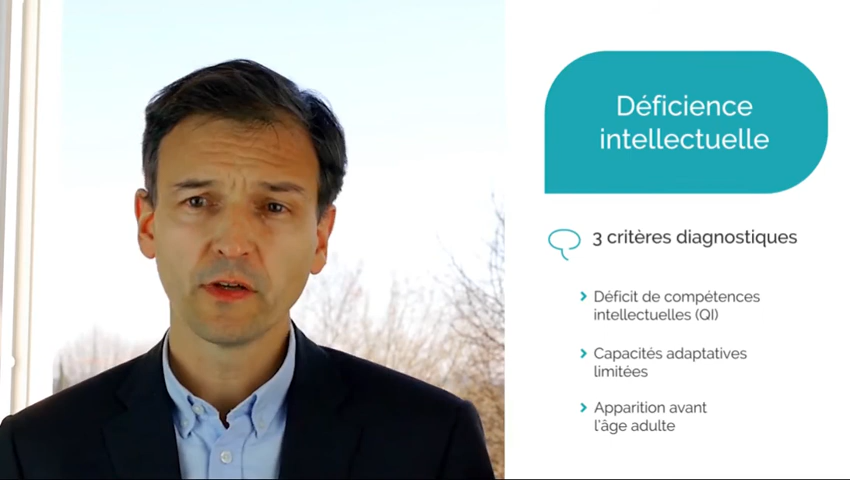 Déficience
intellectuelle
3 critères diagnostiques
Déficit de compétences
intellectuelles (QI)
Capacités adaptatives
limitées
Apparition avant
l'âge adulte